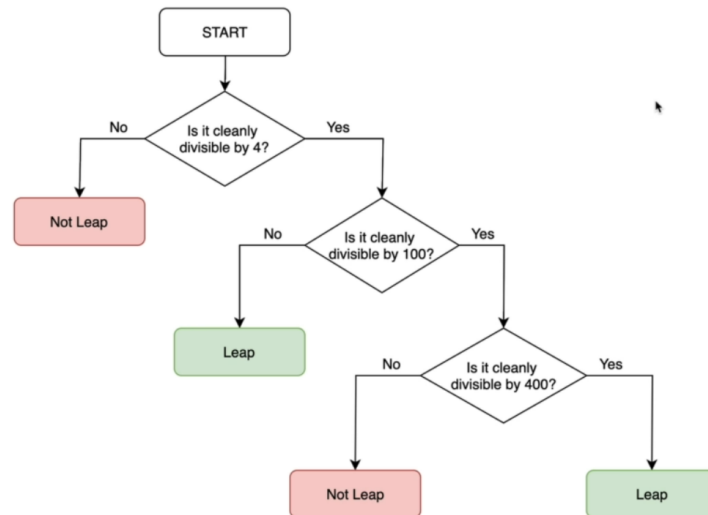 START
No
Is it cleanly
divisible by 4?
Yes
Not Leap
No
Is it cleanly
divisible by 100?
Yes
Leap
No
Is it cleanly
divisible by 400?
Yes
Not Leap
Leap